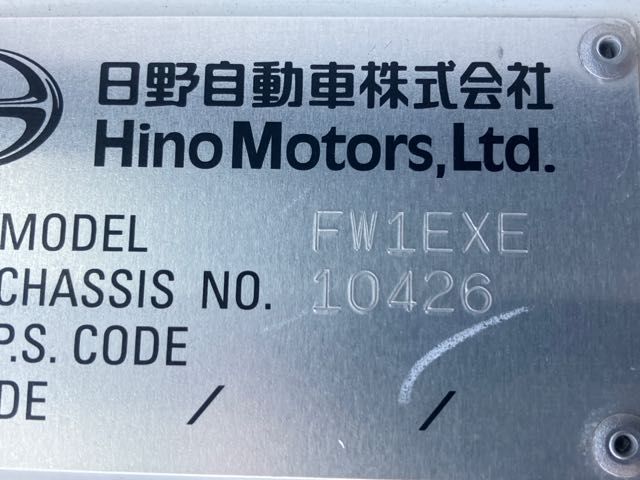 日野自動車株式会社
Hino Motors, Ltd.
MODEL FW1EXE
CHASSIS NO. 10426
P.S. CODE
DE / /